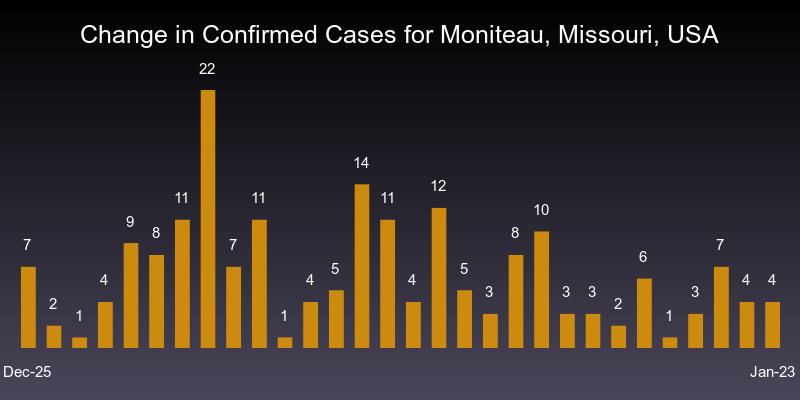 Change in Confirmed Cases for Moniteau, Missouri, USA
7 2 1 4 9 8 11 22 7 11 1 4 5 14 11 4 12 5 3 8 10 3 3 2 6 1 3 7 4 4
Dec-25 Jan-23